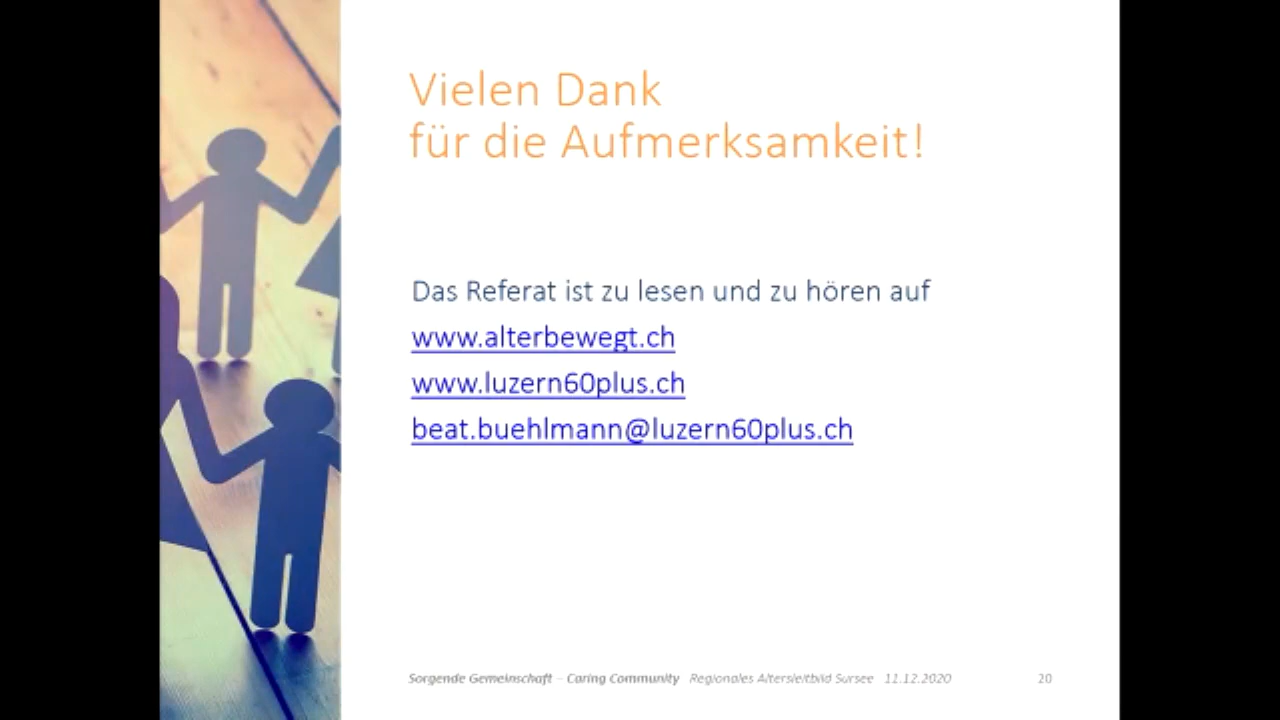 Vielen Dank
für die Aufmerksamkeit!
Das Referat ist zu lesen und zu hören auf
www.alterbewegt.ch
www.luzern60plus.ch
beat.buehlmann@luzern60plus.ch
Sorgende Gemeinschaft – Caring Community Regionales Altersleitbild Sursee 11.12.2020 20